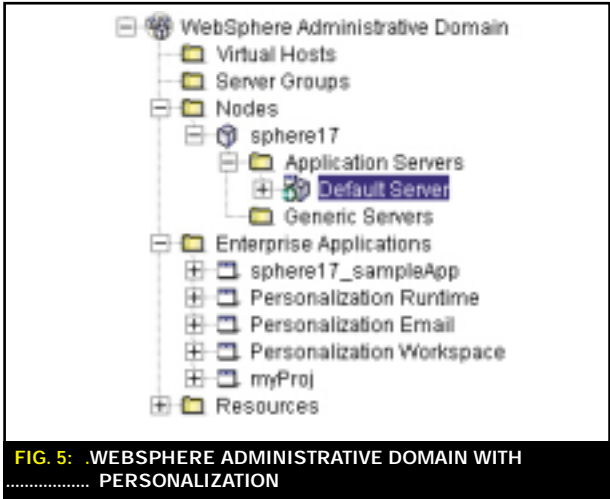 WebSphere Administrative Domain
Virtual Hosts
Server Groups
Nodes
sphere17
Application Servers
Default Server
Generic Servers
Enterprise Applications
sphere17_sampleApp
Personalization Runtime
Personalization Email
Personalization Workspace
myProj
Resources
FIG. 5: .WEBSPHERE ADMINISTRATIVE DOMAIN WITH
.................. PERSONALIZATION